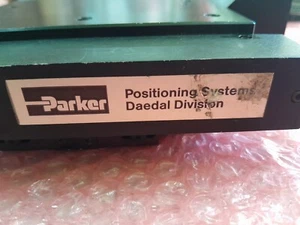 Parker
Positioning Systems
Daedal Division